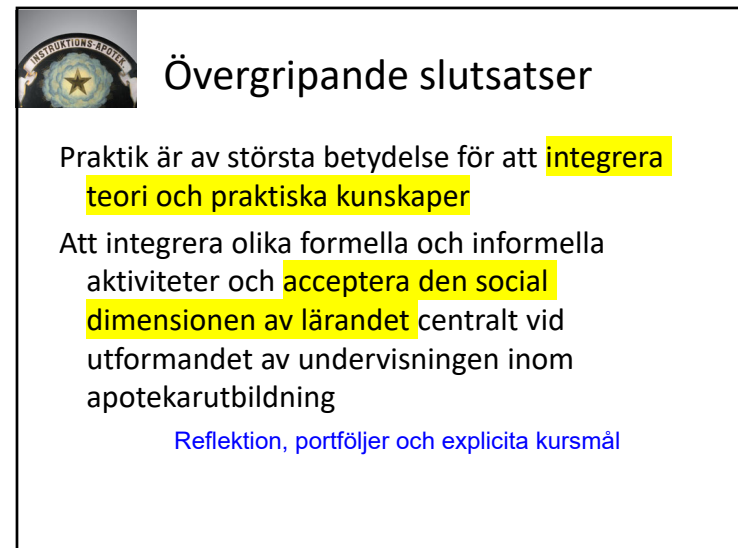 INSTRUKTIONS-APOTEK.
Övergripande slutsatser
Praktik är av största betydelse för att integrera
teori och praktiska kunskaper
Att integrera olika formella och informella
aktiviteter och acceptera den social
dimensionen av lärandet centralt vid
utformandet av undervisningen inom
apotekarutbildning
Reflektion, portföljer och explicita kursmål